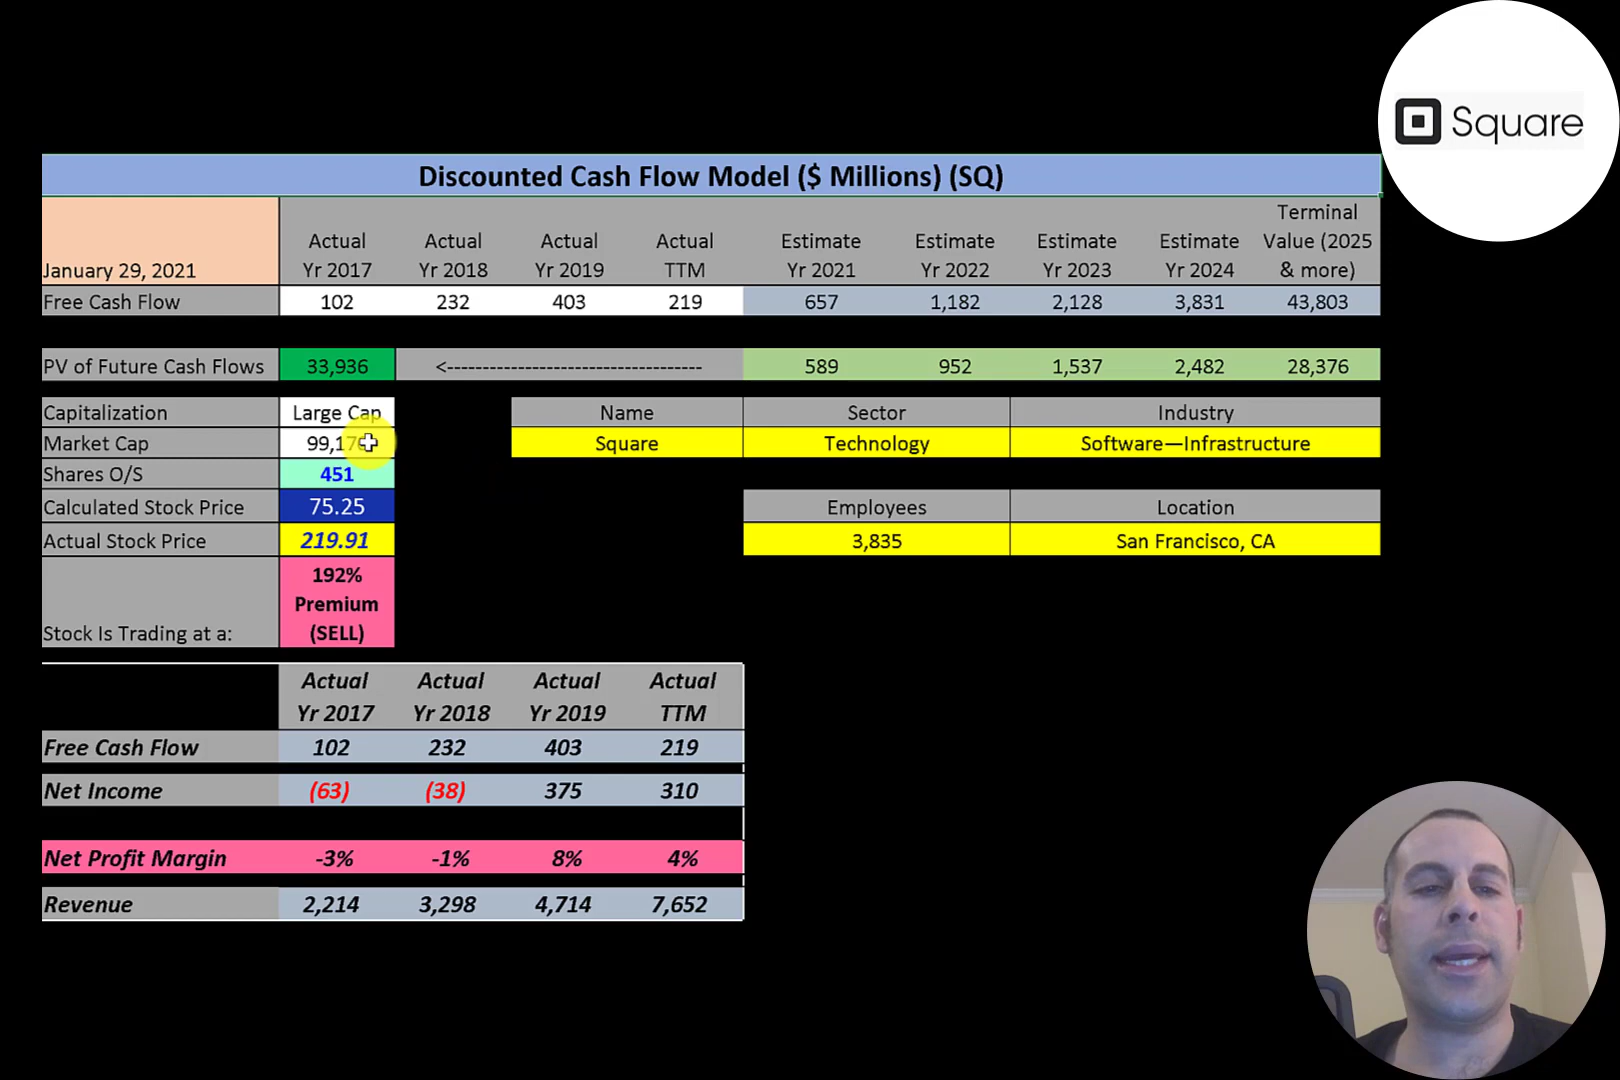 Square
Discounted Cash Flow Model ($ Millions) (SQ)
January 29, 2021 Actual Yr 2017 Actual Yr 2018 Actual Yr 2019 Actual TTM Estimate Yr 2021 Estimate Yr 2022 Estimate Yr 2023 Estimate Yr 2024 Terminal Value (2025 & more)
Free Cash Flow 102 232 403 219 657 1,182 2,128 3,831 43,803
PV of Future Cash Flows 33,936 <----------------------------------- 589 952 1,537 2,482 28,376
Capitalization Large Cap Name Sector Industry
Market Cap Square Technology Software—Infrastructure
Shares O/S 451
Calculated Stock Price 75.25 Employees Location
Actual Stock Price 219.91 3,835 San Francisco, CA
Stock Is Trading at a: 192% Premium (SELL)
Actual Yr 2017 Actual Yr 2018 Actual Yr 2019 Actual TTM
Free Cash Flow 102 232 403 219
Net Income (63) (38) 375 310
Net Profit Margin -3% -1% 8% 4%
Revenue 2,214 3,298 4,714 7,652